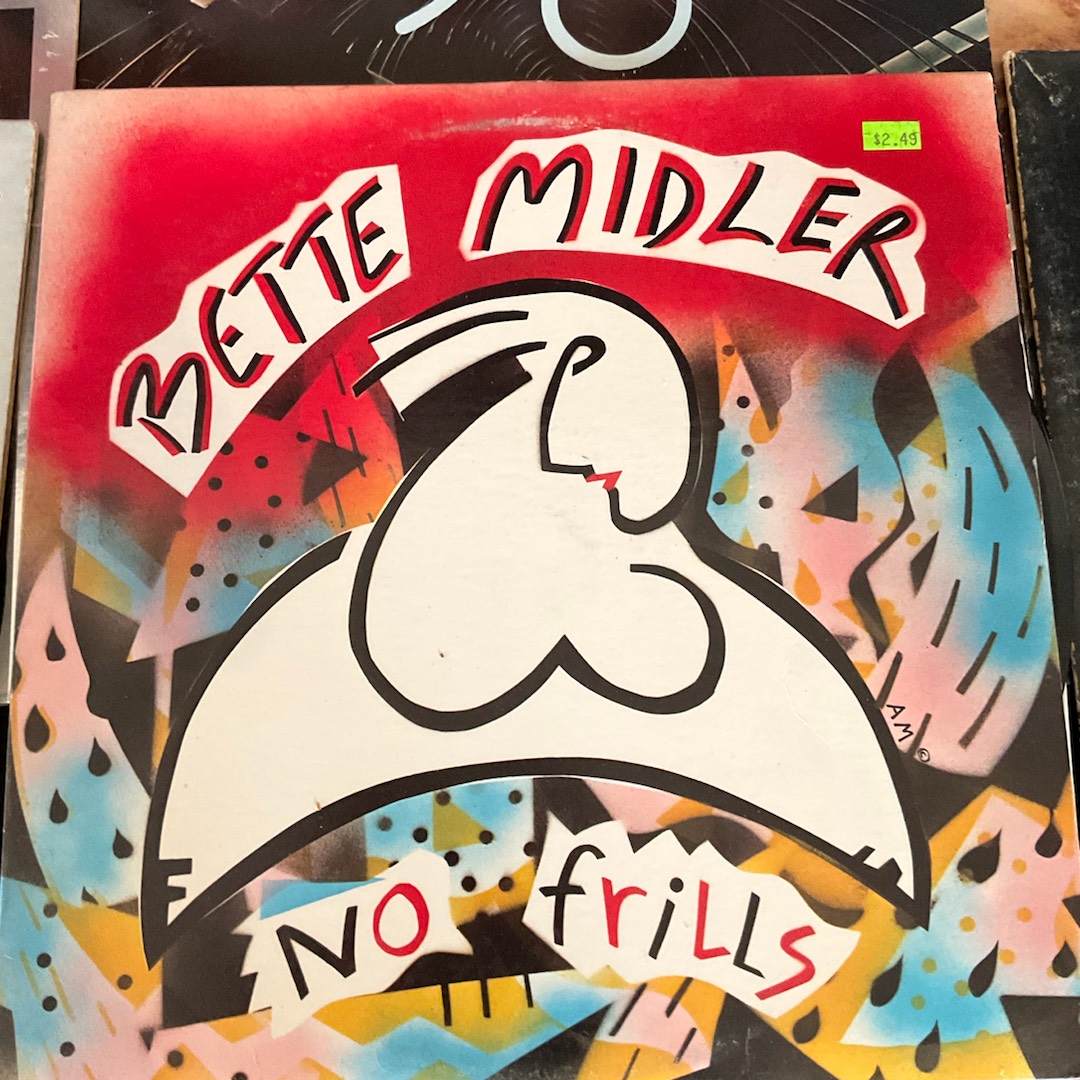 BETTE MIDLER
$2.49
AM ©
NO friLLS